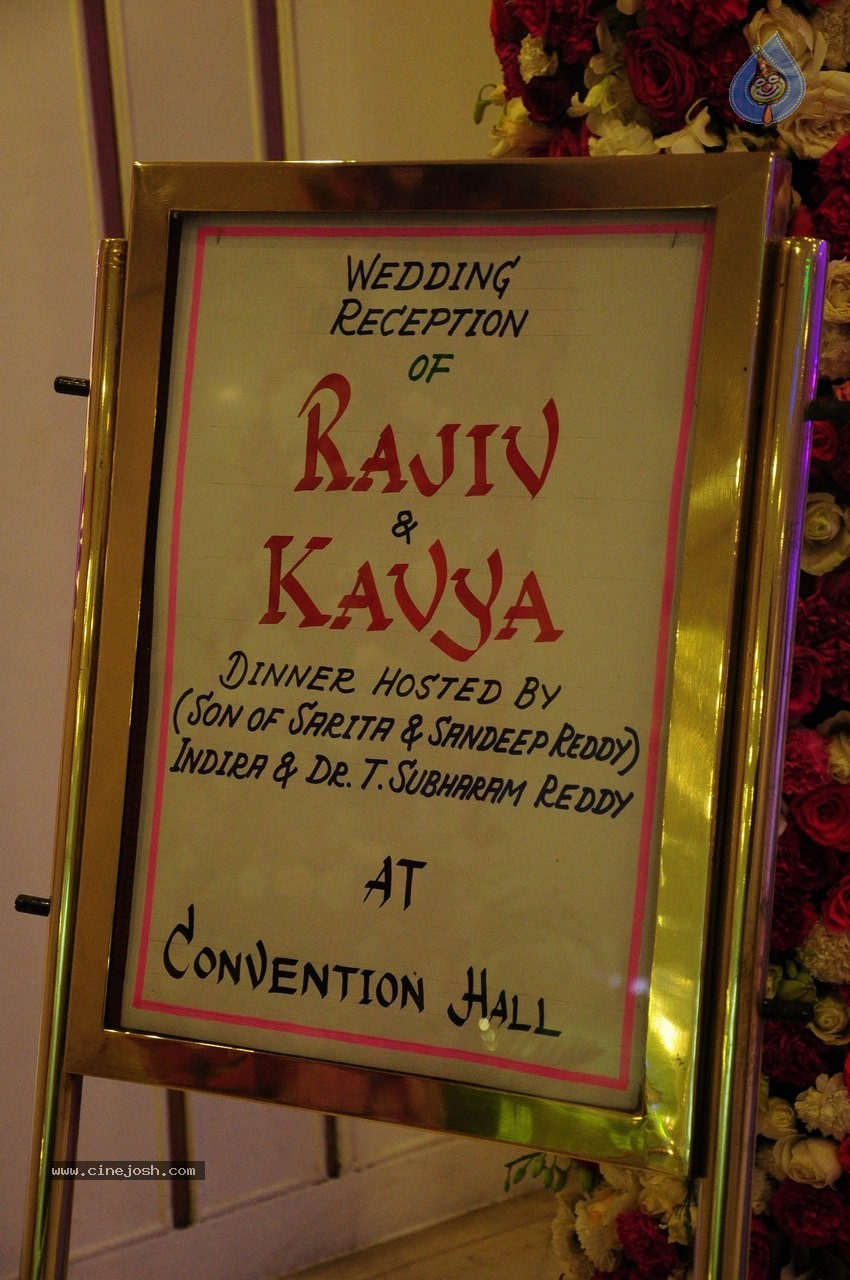 WEDDING
RECEPTION
OF
RAJIV
&
KAVYA
DINNER HOSTED BY
(SON OF SARITA & SANDEEP REDDY)
INDIRA & DR. T. SUBHARAM REDDY
AT
CONVENTION HALL
www.cinejosh.com